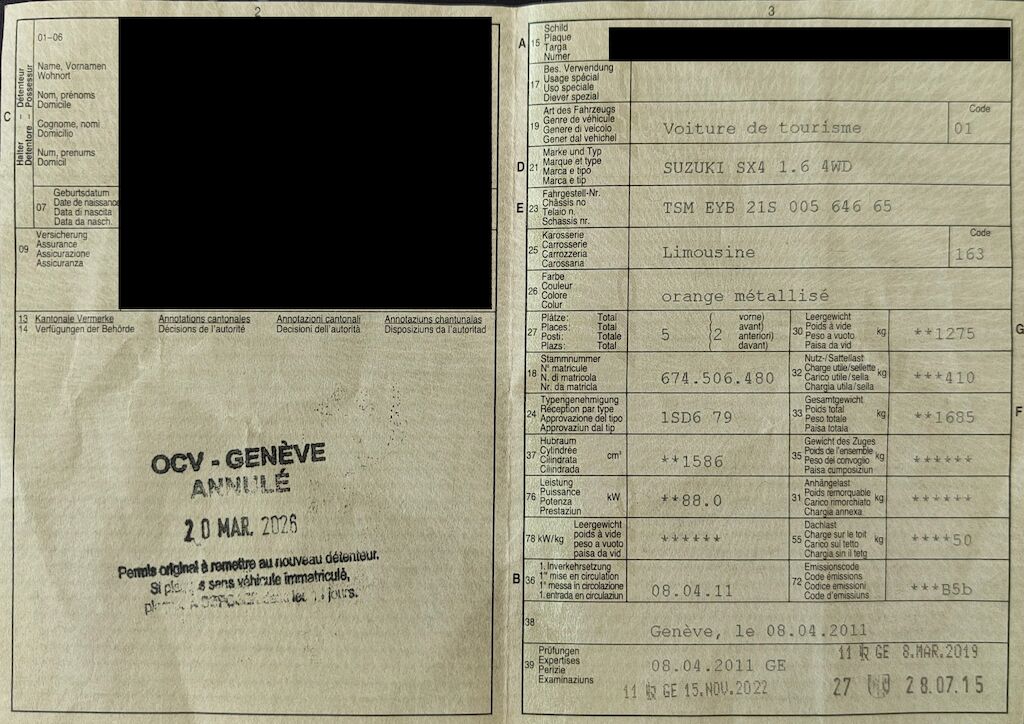 2
01-06
Halter – Détenteur
Detentore – Possessur
C
Name, Vornamen
Wohnort
Nom, prénoms
Domicile
Cognome, nomi
Domicilio
Num, prenums
Domicil
07
Geburtsdatum
Date de naissance
Data di nascita
Data da nasch.
09
Versicherung
Assurance
Assicurazione
Assicuranza
13 Kantonale Vermerke Annotations cantonales Annotazioni cantonali Annotaziuns chantunalas
14 Verfügungen der Behörde Décisions de l'autorité Decisioni dell'autorità Disposiziuns da l'autoritad
OCV - GENÈVE
ANNULÉ
20 MAR. 2026
Permis original à remettre au nouveau détenteur.
Si sans véhicule immatriculé,
jours.
3
A 15
Schild
Plaque
Targa
Numer
17
Bes. Verwendung
Usage spécial
Uso speciale
Diever spezial
19
Art des Fahrzeugs
Genre de véhicule
Genere di veicolo
Gener dal vehichel
Voiture de tourisme
Code
01
D 21
Marke und Typ
Marque et type
Marca e tipo
Marca e tip
SUZUKI SX4 1.6 4WD
E 23
Fahrgestell-Nr.
Châssis no
Telaio n.
Schassis nr.
TSM EYB 21S 005 646 65
25
Karosserie
Carrosserie
Carrozzeria
Carossaria
Limousine
Code
163
26
Farbe
Couleur
Colore
Colur
orange métallisé
27
Plätze: Total
Places: Total
Posti: Totale
Plazs: Total
5 (2
vorne)
avant)
anteriori)
davant)
30
Leergewicht
Poids à vide
Peso a vuoto
Paisa da vid
kg
**1275
G
18
Stammnummer
N° matricule
N. di matricola
Nr. da matricla
674.506.480
32
Nutz-/Sattellast
Charge utile/sellette
Carico utile/sella
Chargia utila/sella
kg
***410
24
Typengenehmigung
Réception par type
Approvazione del tipo
Approvaziun dal tip
1SD6 79
33
Gesamtgewicht
Poids total
Peso totale
Paisa totala
kg
**1685
F
37
Hubraum
Cylindrée
Cilindrata
Cilindrada
cm³
**1586
35
Gewicht des Zuges
Poids de l'ensemble
Peso del convoglio
Paisa cumposiziun
kg
******
76
Leistung
Puissance
Potenza
Prestaziun
kW
**88.0
31
Anhängelast
Poids remorquable
Carico rimorchiato
Chargia annexa
kg
******
78 kW/kg
Leergewicht
poids à vide
peso a vuoto
paisa da vid
******
55
Dachlast
Charge sur le toit
Carico sul tetto
Chargia sin il tetg
kg
****50
B 36
1. Inverkehrsetzung
1re mise en circulation
1a messa in circolazione
1. entrada en circulaziun
08.04.11
72
Emissionscode
Code émissions
Codice emissioni
Code d'emissiuns
***B5b
38
Genève, le 08.04.2011
39
Prüfungen
Expertises
Perizie
Examinaziuns
08.04.2011 GE
11 GE 8. MAR. 2019
11 GE 15. NOV. 2022
27 28.07.15